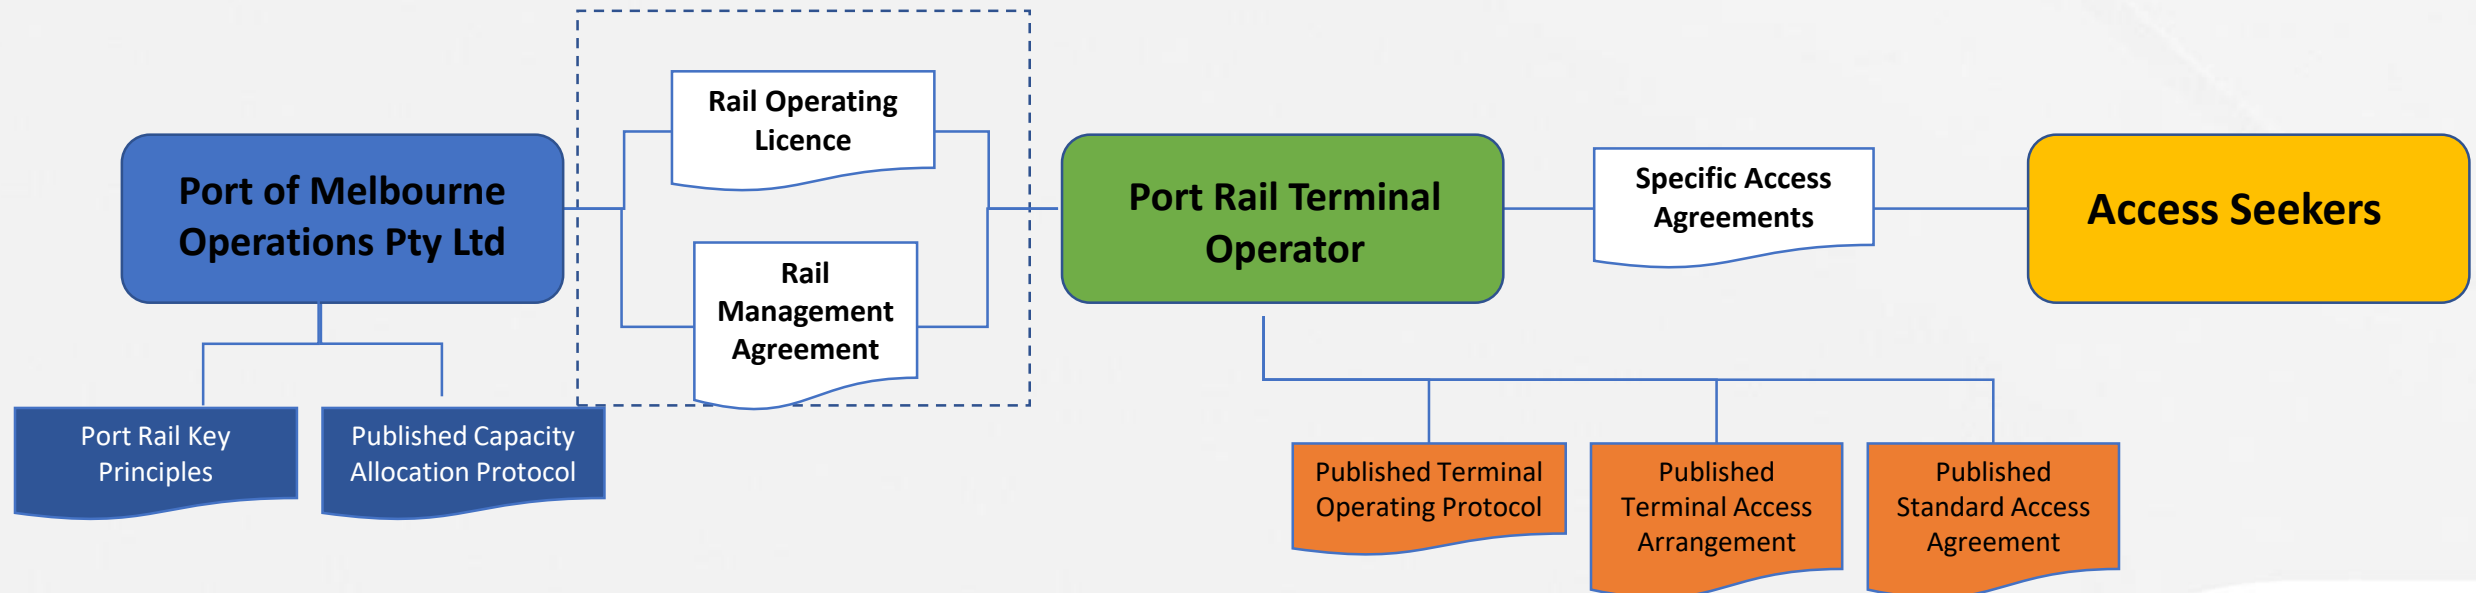 Rail Operating
Licence
Port of Melbourne
Operations Pty Ltd
Rail
Management
Agreement
Port Rail Terminal
Operator
Specific Access
Agreements
Access Seekers
Port Rail Key
Principles
Published Capacity
Allocation Protocol
Published Terminal
Operating Protocol
Published
Terminal Access
Arrangement
Published
Standard Access
Agreement